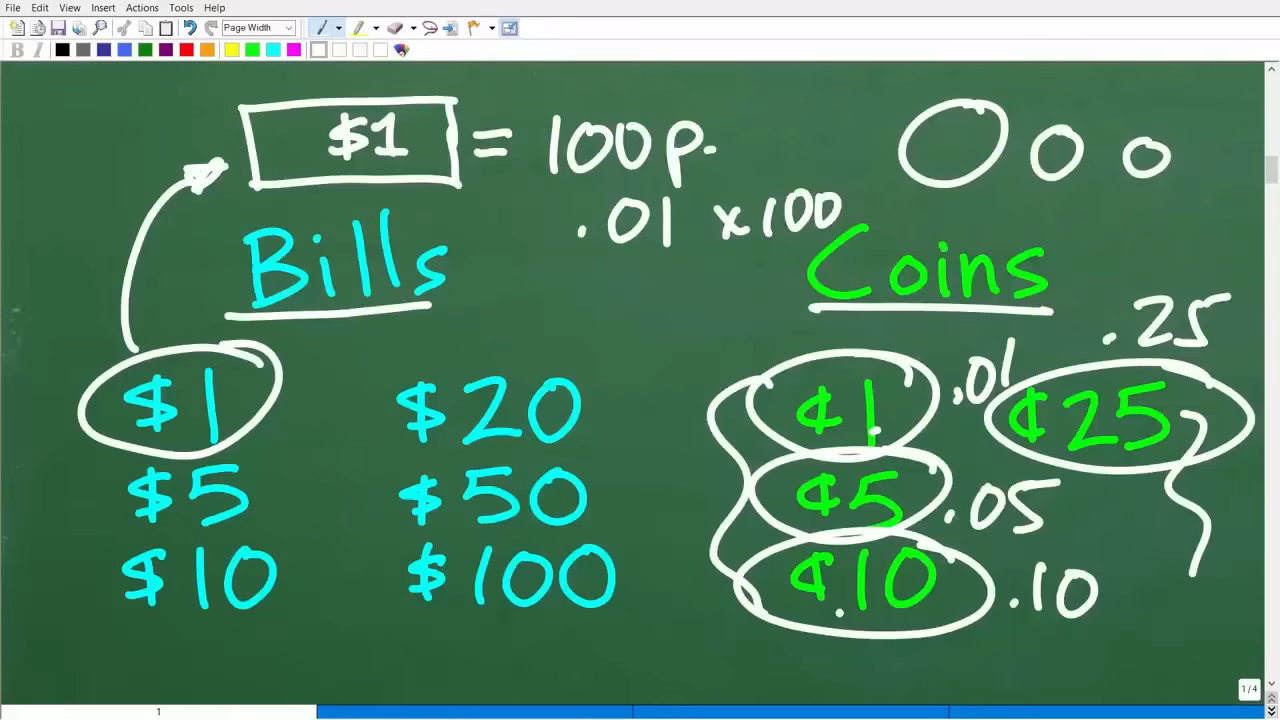 File Edit View Insert Actions Tools Help
Page Width
B I
$1 = 100p.
.01 x100
Bills
Coins
.25
$1 $20
¢1 .01 ¢25
$5 $50
¢5 .05
$10 $100
¢10 .10
1/4
1